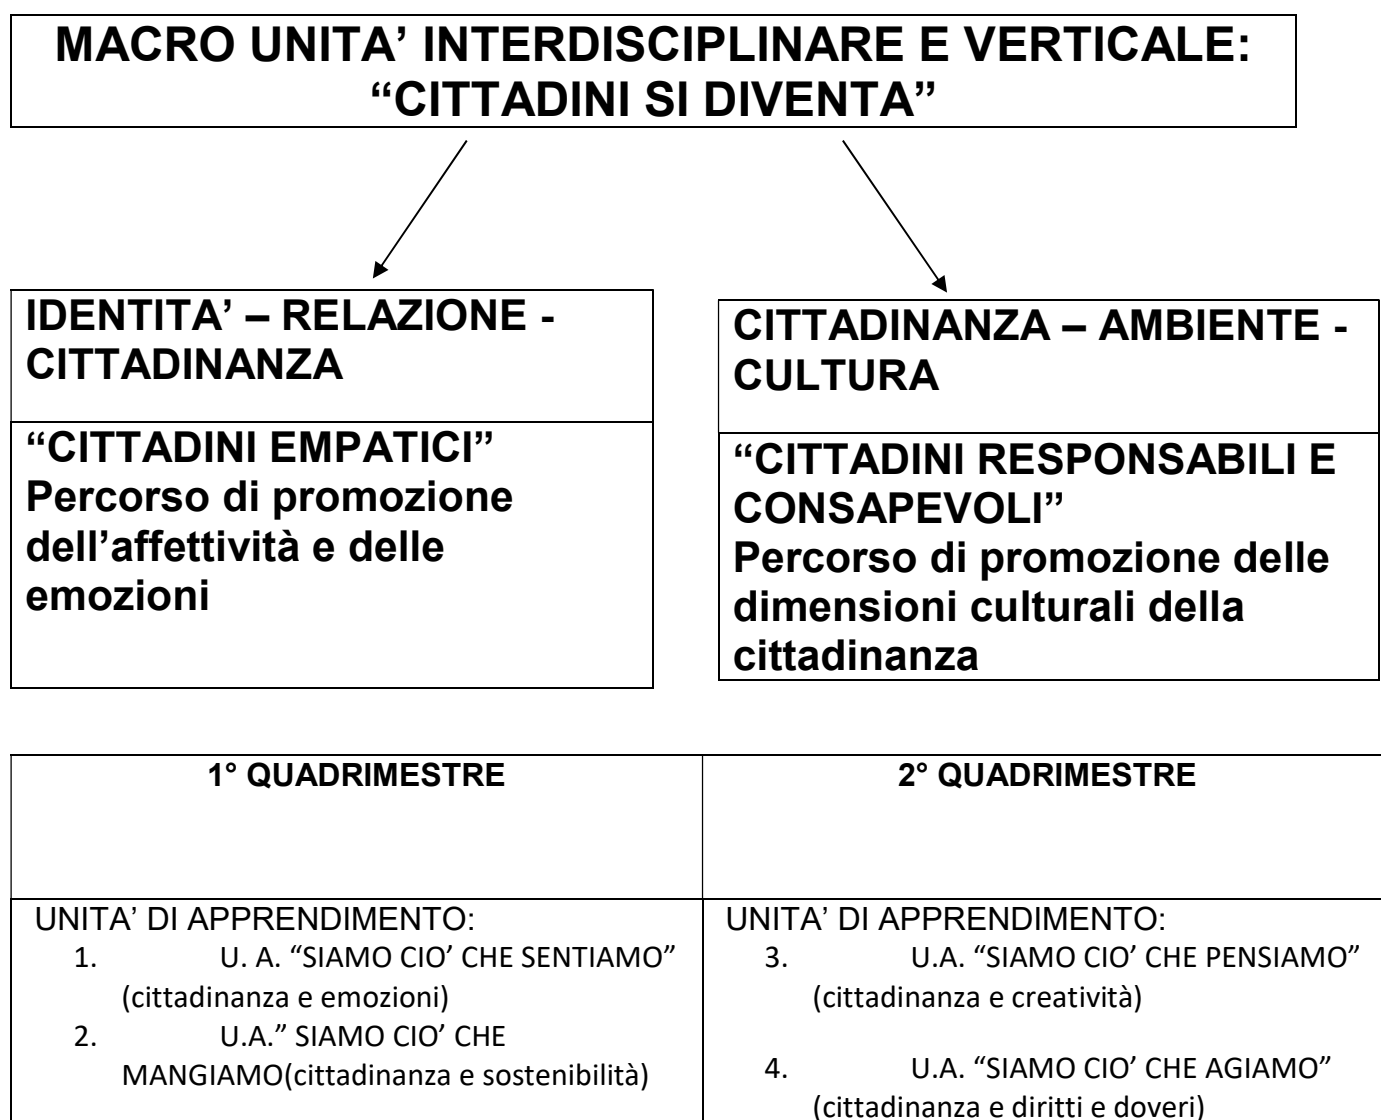 MACRO UNITA’ INTERDISCIPLINARE E VERTICALE:
“CITTADINI SI DIVENTA”
IDENTITA’ – RELAZIONE -
CITTADINANZA
“CITTADINI EMPATICI”
Percorso di promozione
dell’affettività e delle
emozioni
CITTADINANZA – AMBIENTE -
CULTURA
“CITTADINI RESPONSABILI E
CONSAPEVOLI”
Percorso di promozione delle
dimensioni culturali della
cittadinanza
1° QUADRIMESTRE
2° QUADRIMESTRE
UNITA’ DI APPRENDIMENTO:
1. U. A. “SIAMO CIO’ CHE SENTIAMO”
(cittadinanza e emozioni)
2. U.A.” SIAMO CIO’ CHE
MANGIAMO(cittadinanza e sostenibilità)
UNITA’ DI APPRENDIMENTO:
3. U.A. “SIAMO CIO’ CHE PENSIAMO”
(cittadinanza e creatività)
4. U.A. “SIAMO CIO’ CHE AGIAMO”
(cittadinanza e diritti e doveri)